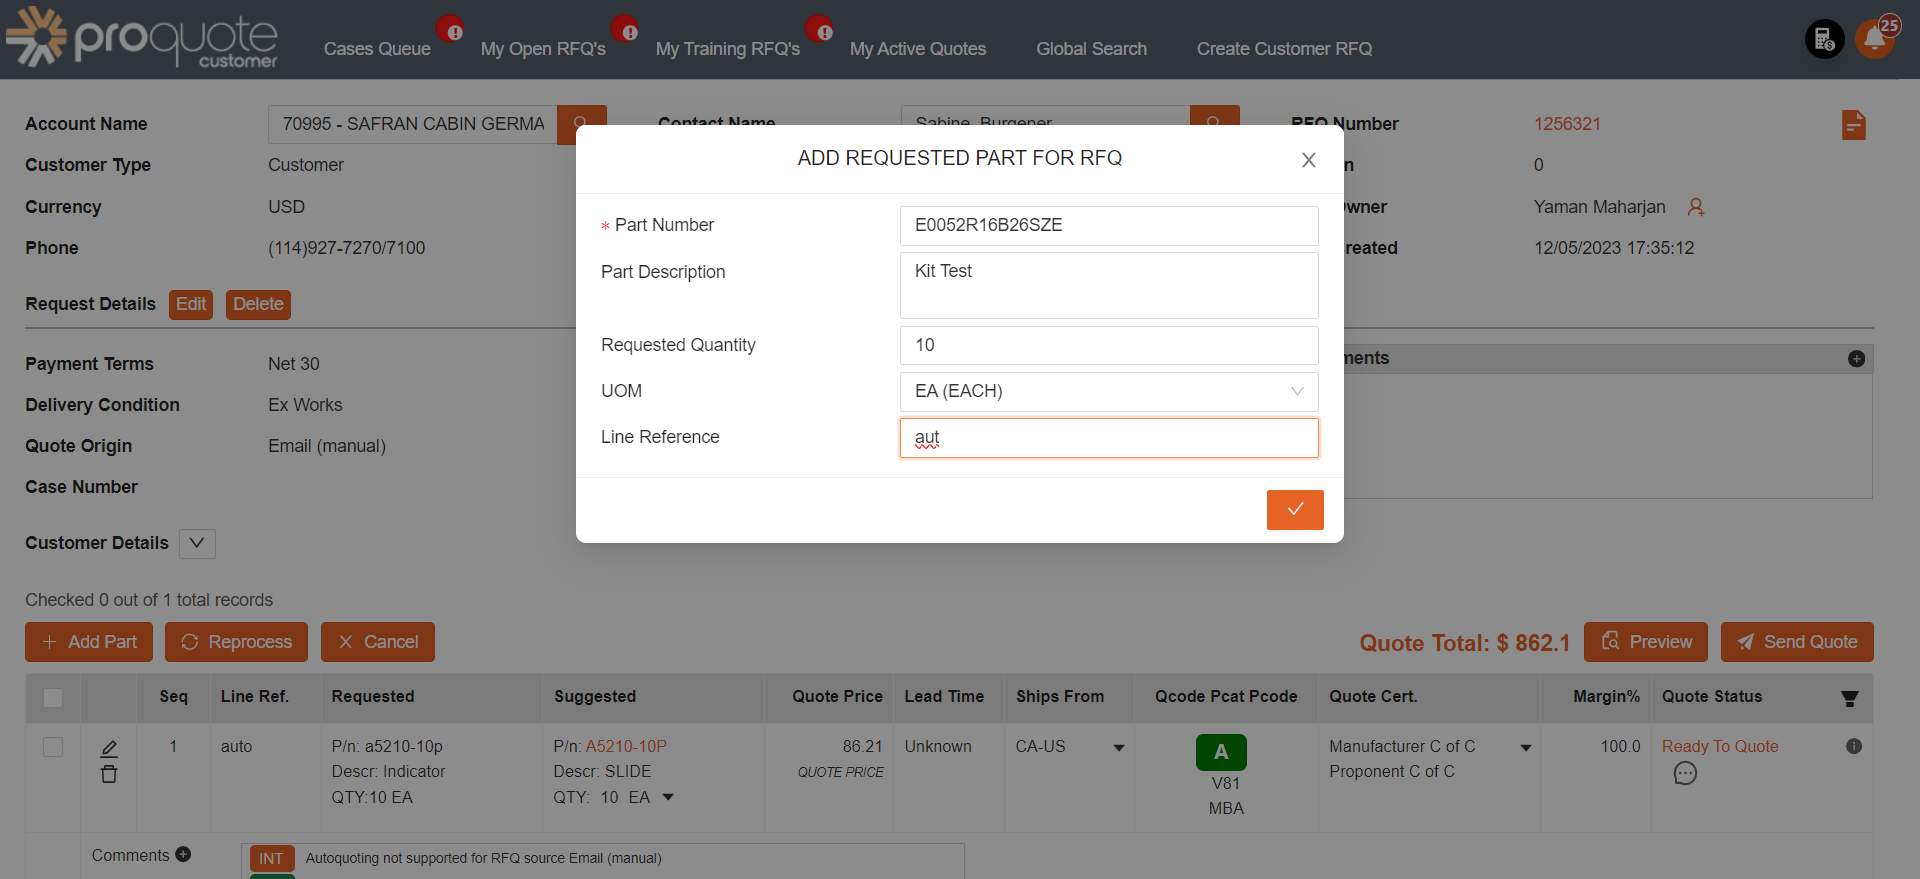 proquote
customer
Cases Queue
My Open RFQ's
My Training RFQ's
My Active Quotes
Global Search
Create Customer RFQ
25
Account Name
70995 - SAFRAN CABIN GERMA
Contact Name
Sabine Burgener
RFQ Number
1256321
Customer Type
Customer
n
0
Currency
USD
wner
Yaman Maharjan
Phone
(114)927-7270/7100
reated
12/05/2023 17:35:12
ADD REQUESTED PART FOR RFQ
* Part Number
E0052R16B26SZE
Part Description
Kit Test
Requested Quantity
10
UOM
EA (EACH)
Line Reference
aut
Request Details
Edit
Delete
Payment Terms
Net 30
ments
Delivery Condition
Ex Works
Quote Origin
Email (manual)
Case Number
Customer Details
Checked 0 out of 1 total records
Add Part
Reprocess
Cancel
Quote Total: $ 862.1
Preview
Send Quote
Seq
Line Ref.
Requested
Suggested
Quote Price
Lead Time
Ships From
Qcode Pcat Pcode
Quote Cert.
Margin%
Quote Status
1
auto
P/n: a5210-10p
Descr: Indicator
QTY:10 EA
P/n: A5210-10P
Descr: SLIDE
QTY: 10 EA
86.21
QUOTE PRICE
Unknown
CA-US
A
V81
MBA
Manufacturer C of C
Proponent C of C
100.0
Ready To Quote
Comments
INT
Autoquoting not supported for RFQ source Email (manual)